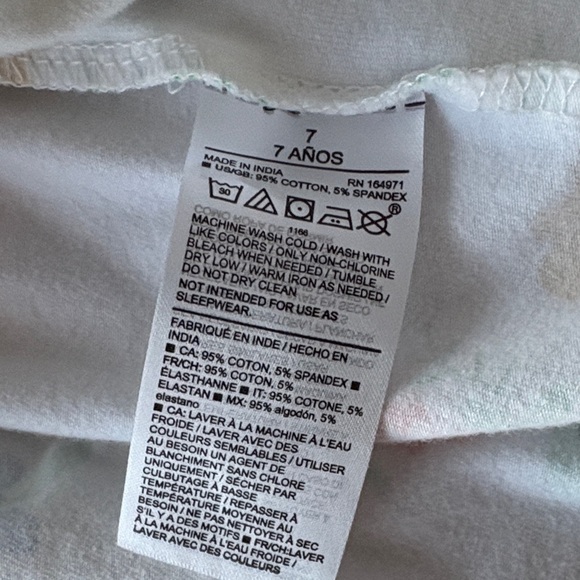 7
7 AÑOS
MADE IN INDIA RN 164971
■ US/GB: 95% COTTON, 5% SPANDEX
30
®
1166
MACHINE WASH COLD / WASH WITH
LIKE COLORS / ONLY NON-CHLORINE
BLEACH WHEN NEEDED / TUMBLE
DRY LOW / WARM IRON AS NEEDED /
DO NOT DRY CLEAN
NOT INTENDED FOR USE AS
SLEEPWEAR.
FABRIQUÉ EN INDE / HECHO EN
INDIA
■ CA: 95% COTON, 5% SPANDEX ■
FR/CH: 95% COTON, 5%
ÉLASTHANNE ■ IT: 95% COTONE, 5%
ELASTAN ■ MX: 95% algodón, 5%
elastano
■ CA: LAVER À LA MACHINE À L'EAU
FROIDE / LAVER AVEC DES
COULEURS SEMBLABLES / UTILISER
AU BESOIN UN AGENT DE
BLANCHIMENT SANS CHLORE
UNIQUEMENT / SÉCHER PAR
CULBUTAGE À BASSE
TEMPÉRATURE / REPASSER À
TEMPÉRATURE MOYENNE AU
BESOIN / NE PAS NETTOYER À SEC
S'IL Y A DES MOTIFS ■ FR/CH:LAVER
À LA MACHINE À L'EAU FROIDE /
LAVER AVEC DES COULEURS